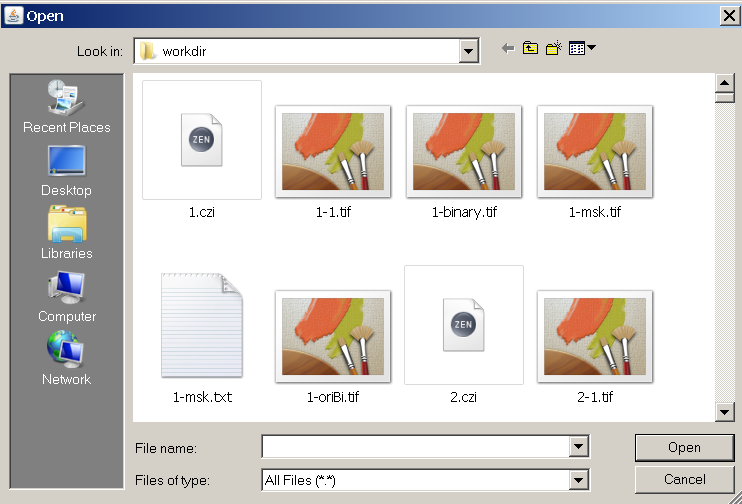 Open
Look in: workdir
Recent Places
Desktop
Libraries
Computer
Network
ZEN
1.czi 1-1.tif 1-binary.tif 1-msk.tif
ZEN
1-msk.txt 1-oriBi.tif 2.czi 2-1.tif
File name: Open
Files of type: All Files (*.*) Cancel